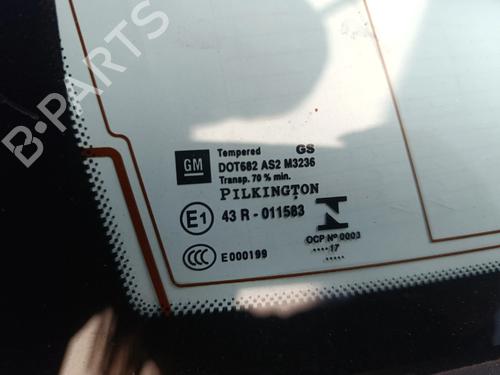 B-PARTS
GM
Tempered GS
DOT682 AS2 M3236
Transp. 70 % min.
PILKINGTON
E1 43 R - 011583
CCC E000199
OCP Nº 0003
••••17
•••••